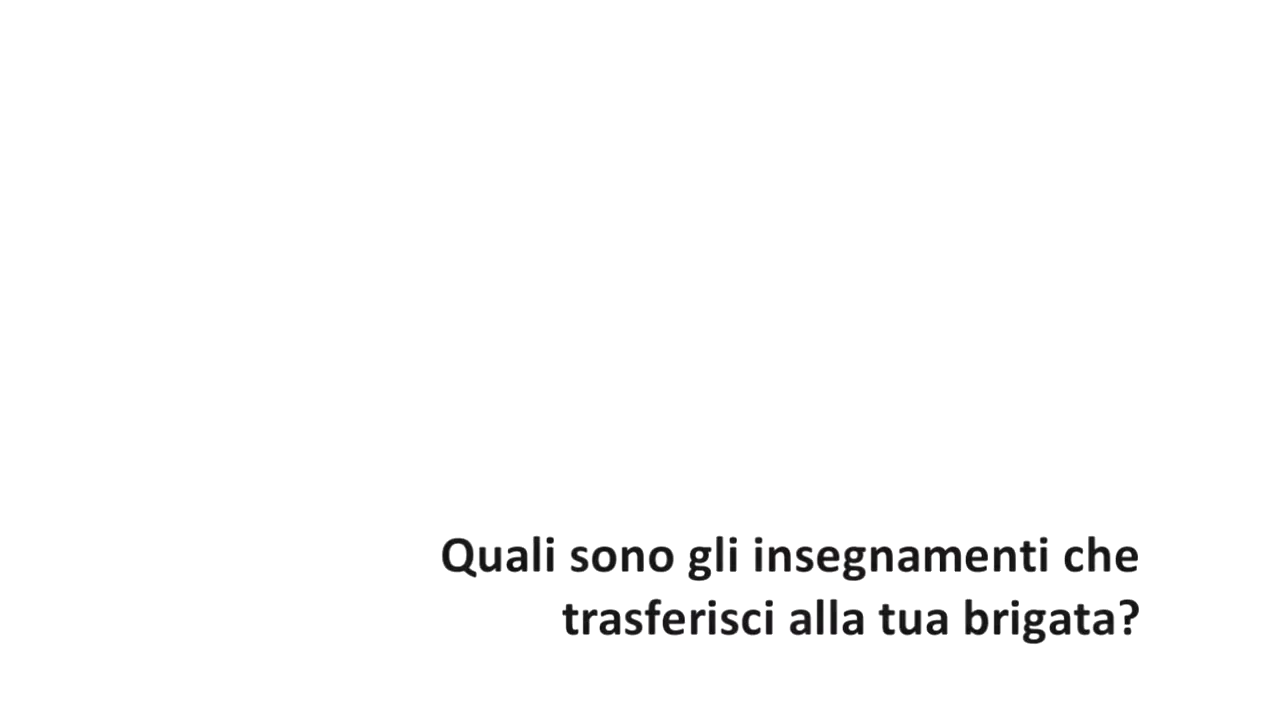 Quali sono gli insegnamenti che
trasferisci alla tua brigata?